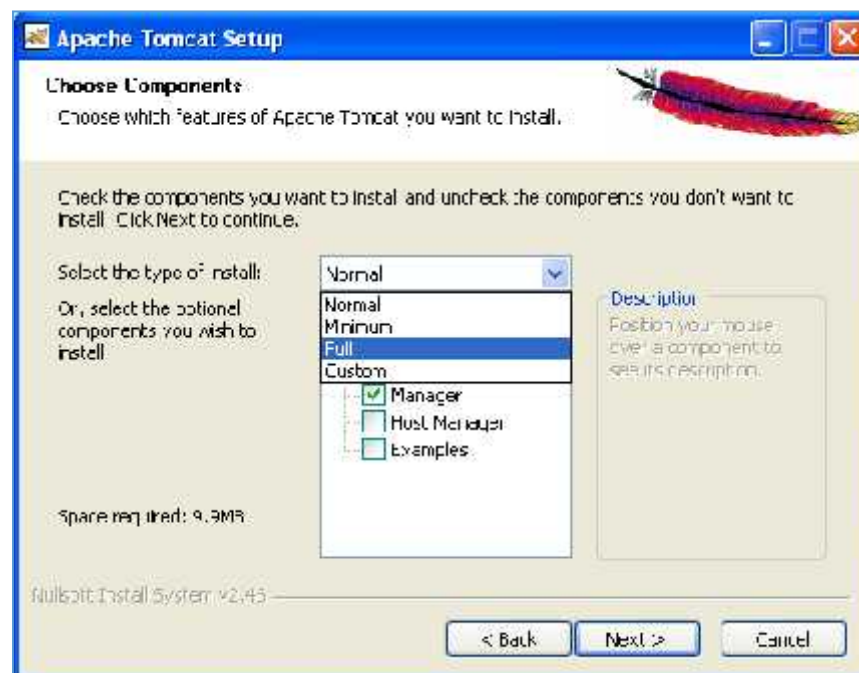 Apache Tomcat Setup
Choose Components
Choose which features of Apache Tomcat you want to install.
Check the components you want to install and uncheck the components you don't want to
install. Click Next to continue.
Select the type of install:
Normal
Or, select the optional
components you wish to
install:
Normal
Minimum
Full
Custom
Manager
Host Manager
Examples
Description
Position your mouse
over a component to
see its description.
Space required: 9.9MB
Nullsoft Install System
< Back
Next >
Cancel